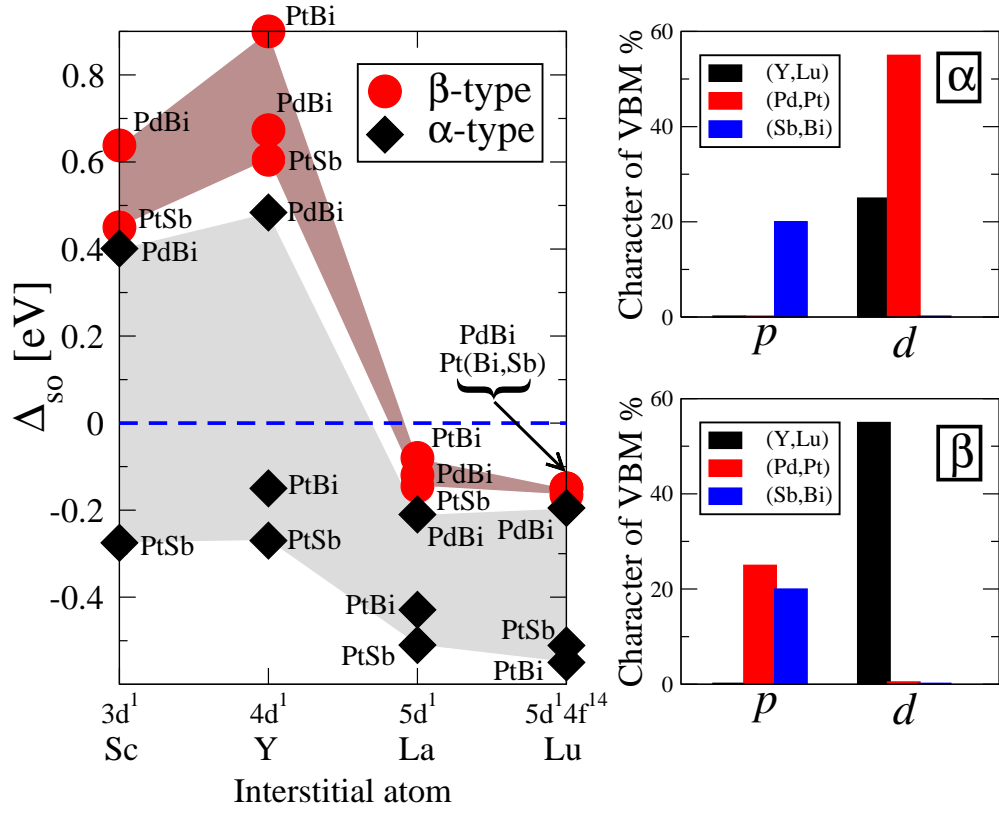 PtBi
0.8
β-type
α-type
PdBi
PdBi
0.6
PtSb
PtSb
PdBi
0.4
PdBi
0.2
PdBi
Pt(Bi,Sb)
0
PtBi
PdBi
PtSb
PtBi
-0.2
PdBi
PdBi
PtSb
PtSb
-0.4
PtBi
PtSb
PtSb
PtBi
Δso [eV]
3d¹
4d¹
5d¹
5d¹4f¹⁴
Sc
Y
La
Lu
Interstitial atom
60
40
20
0
Character of VBM %
(Y,Lu)
(Pd,Pt)
(Sb,Bi)
α
p
d
60
40
20
0
Character of VBM %
(Y,Lu)
(Pd,Pt)
(Sb,Bi)
β
p
d